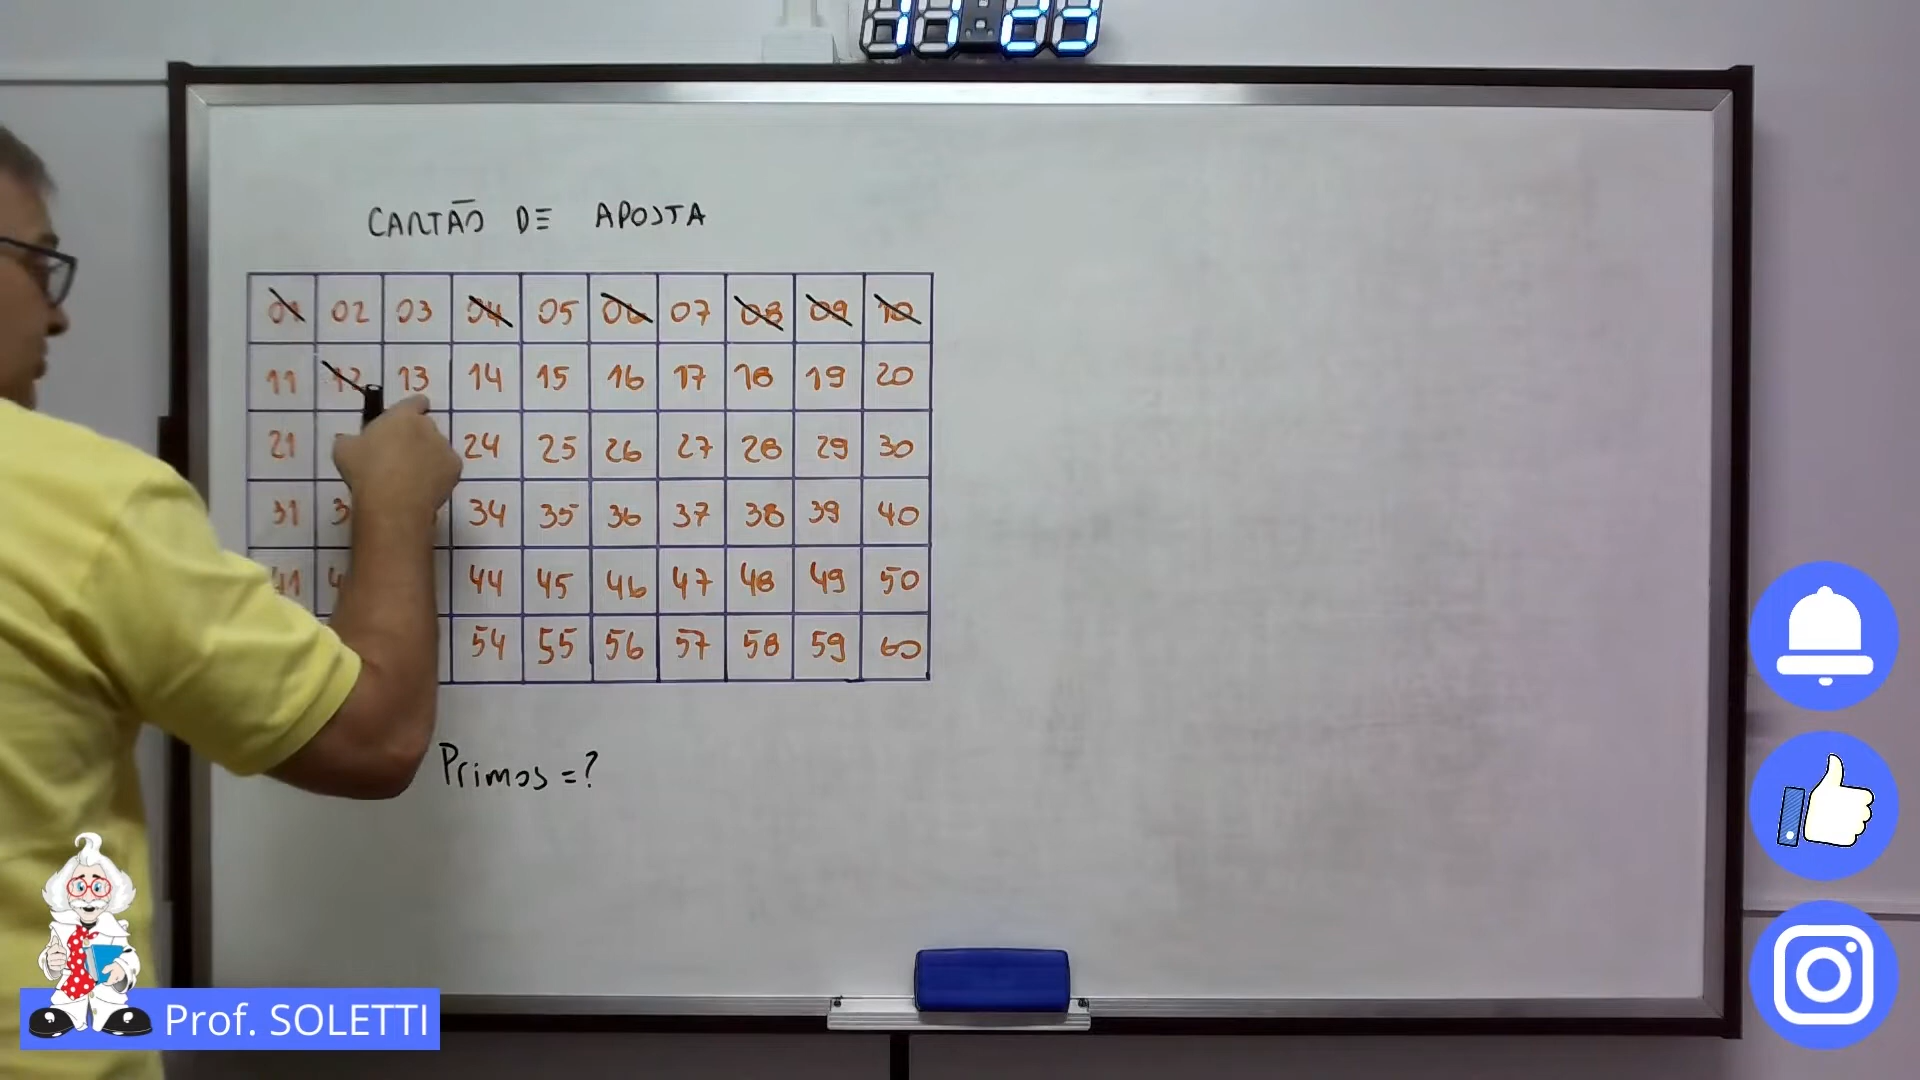 CARTÃO DE APOSTA
01 02 03 04 05 06 07 08 09 10
11 12 13 14 15 16 17 18 19 20
21 24 25 26 27 28 29 30
31 34 35 36 37 38 39 40
41 44 45 46 47 48 49 50
54 55 56 57 58 59 60
Primos = ?
Prof. SOLETTI